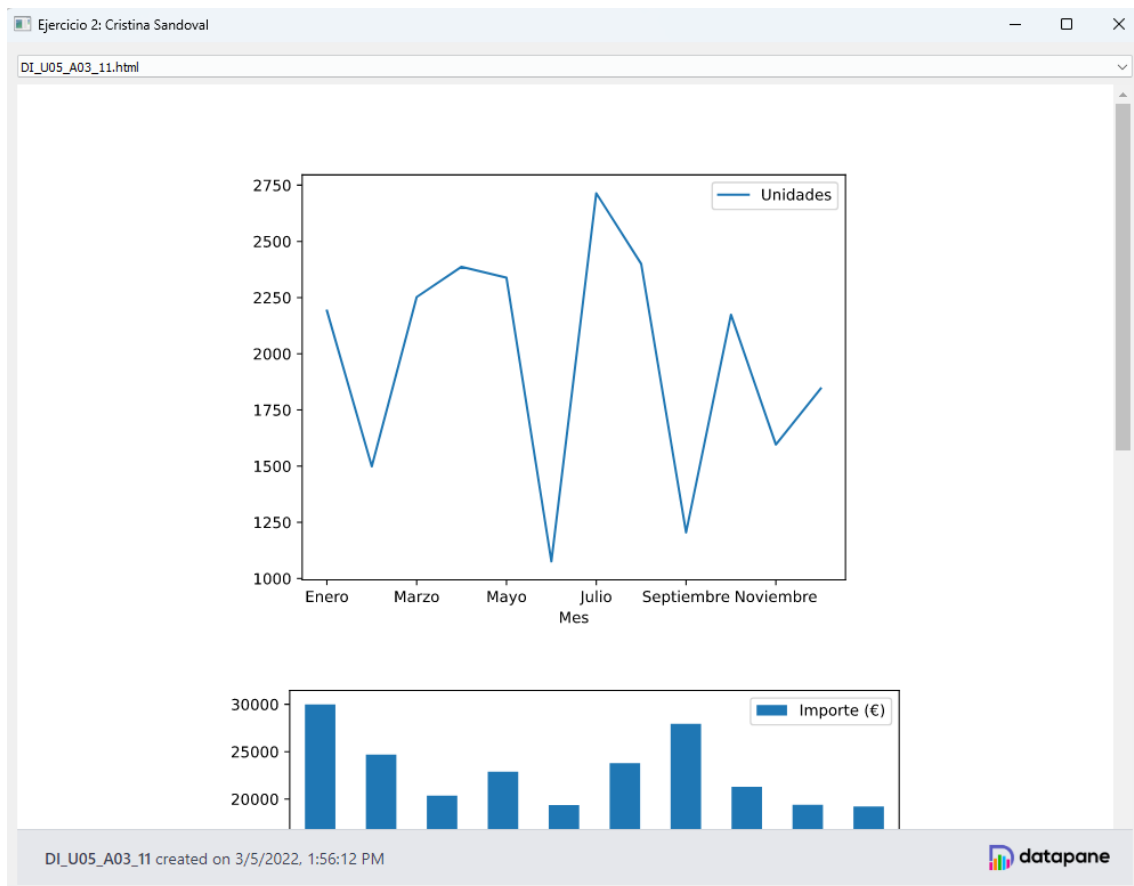 Ejercicio 2: Cristina Sandoval
DI_U05_A03_11.html
Unidades
2750
2500
2250
2000
1750
1500
1250
1000
Enero Marzo Mayo Julio Septiembre Noviembre
Mes
Importe (€)
30000
25000
20000
DI_U05_A03_11 created on 3/5/2022, 1:56:12 PM
datapane